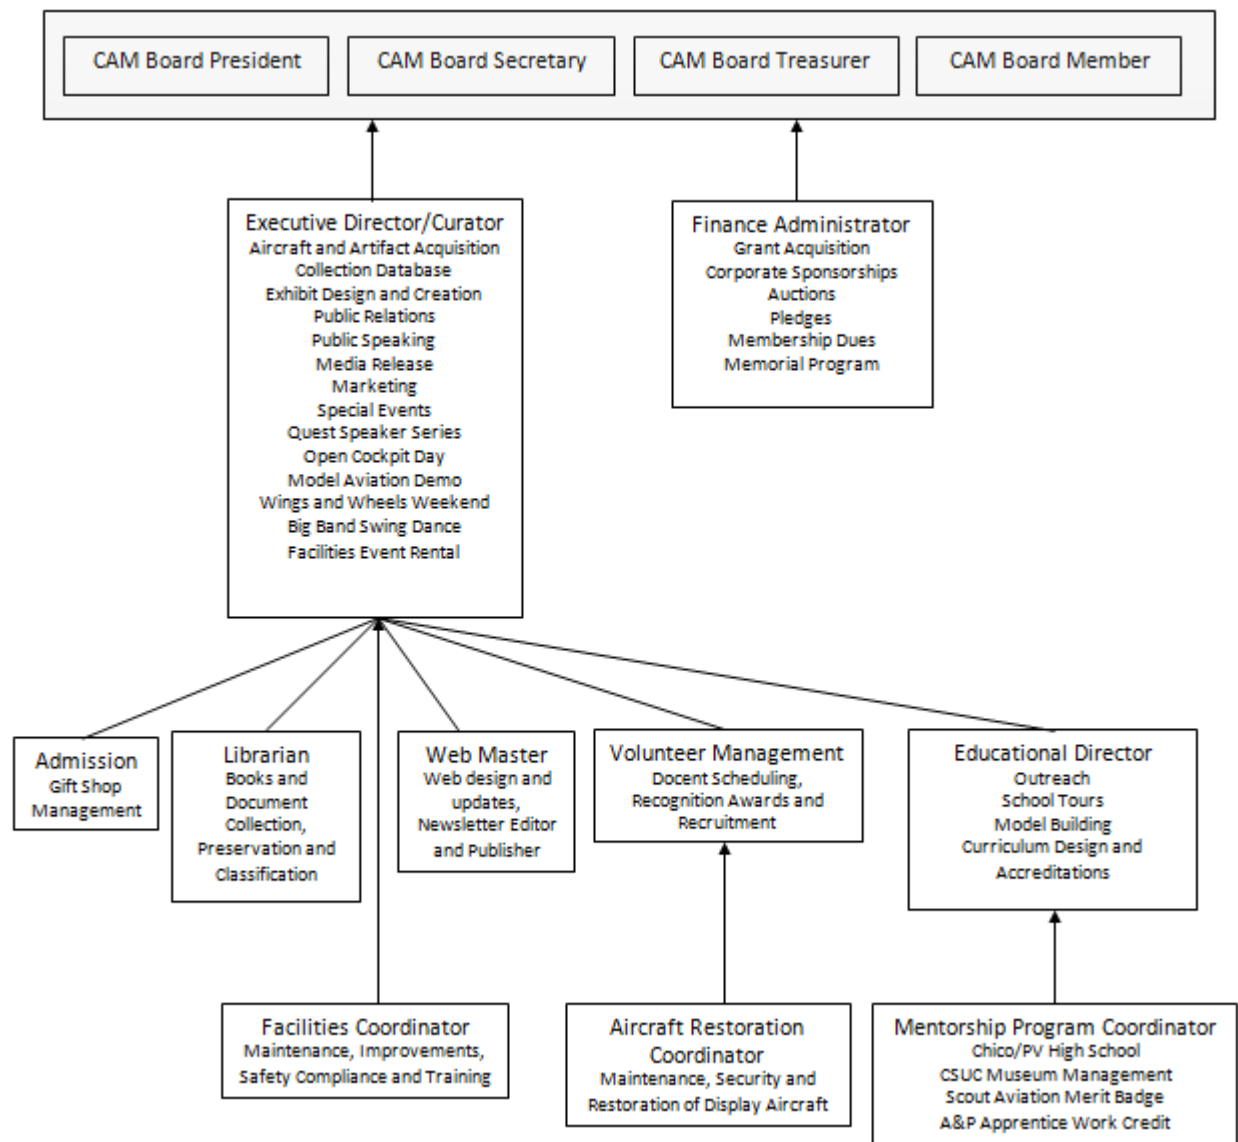 CAM Board President
CAM Board Secretary
CAM Board Treasurer
CAM Board Member
Executive Director/Curator
Aircraft and Artifact Acquisition
Collection Database
Exhibit Design and Creation
Public Relations
Public Speaking
Media Release
Marketing
Special Events
Quest Speaker Series
Open Cockpit Day
Model Aviation Demo
Wings and Wheels Weekend
Big Band Swing Dance
Facilities Event Rental
Finance Administrator
Grant Acquisition
Corporate Sponsorships
Auctions
Pledges
Membership Dues
Memorial Program
Admission
Gift Shop
Management
Librarian
Books and
Document
Collection,
Preservation and
Classification
Web Master
Web design and
updates,
Newsletter Editor
and Publisher
Volunteer Management
Docent Scheduling,
Recognition Awards and
Recruitment
Educational Director
Outreach
School Tours
Model Building
Curriculum Design and
Accreditations
Facilities Coordinator
Maintenance, Improvements,
Safety Compliance and Training
Aircraft Restoration
Coordinator
Maintenance, Security and
Restoration of Display Aircraft
Mentorship Program Coordinator
Chico/PV High School
CSUC Museum Management
Scout Aviation Merit Badge
A&P Apprentice Work Credit